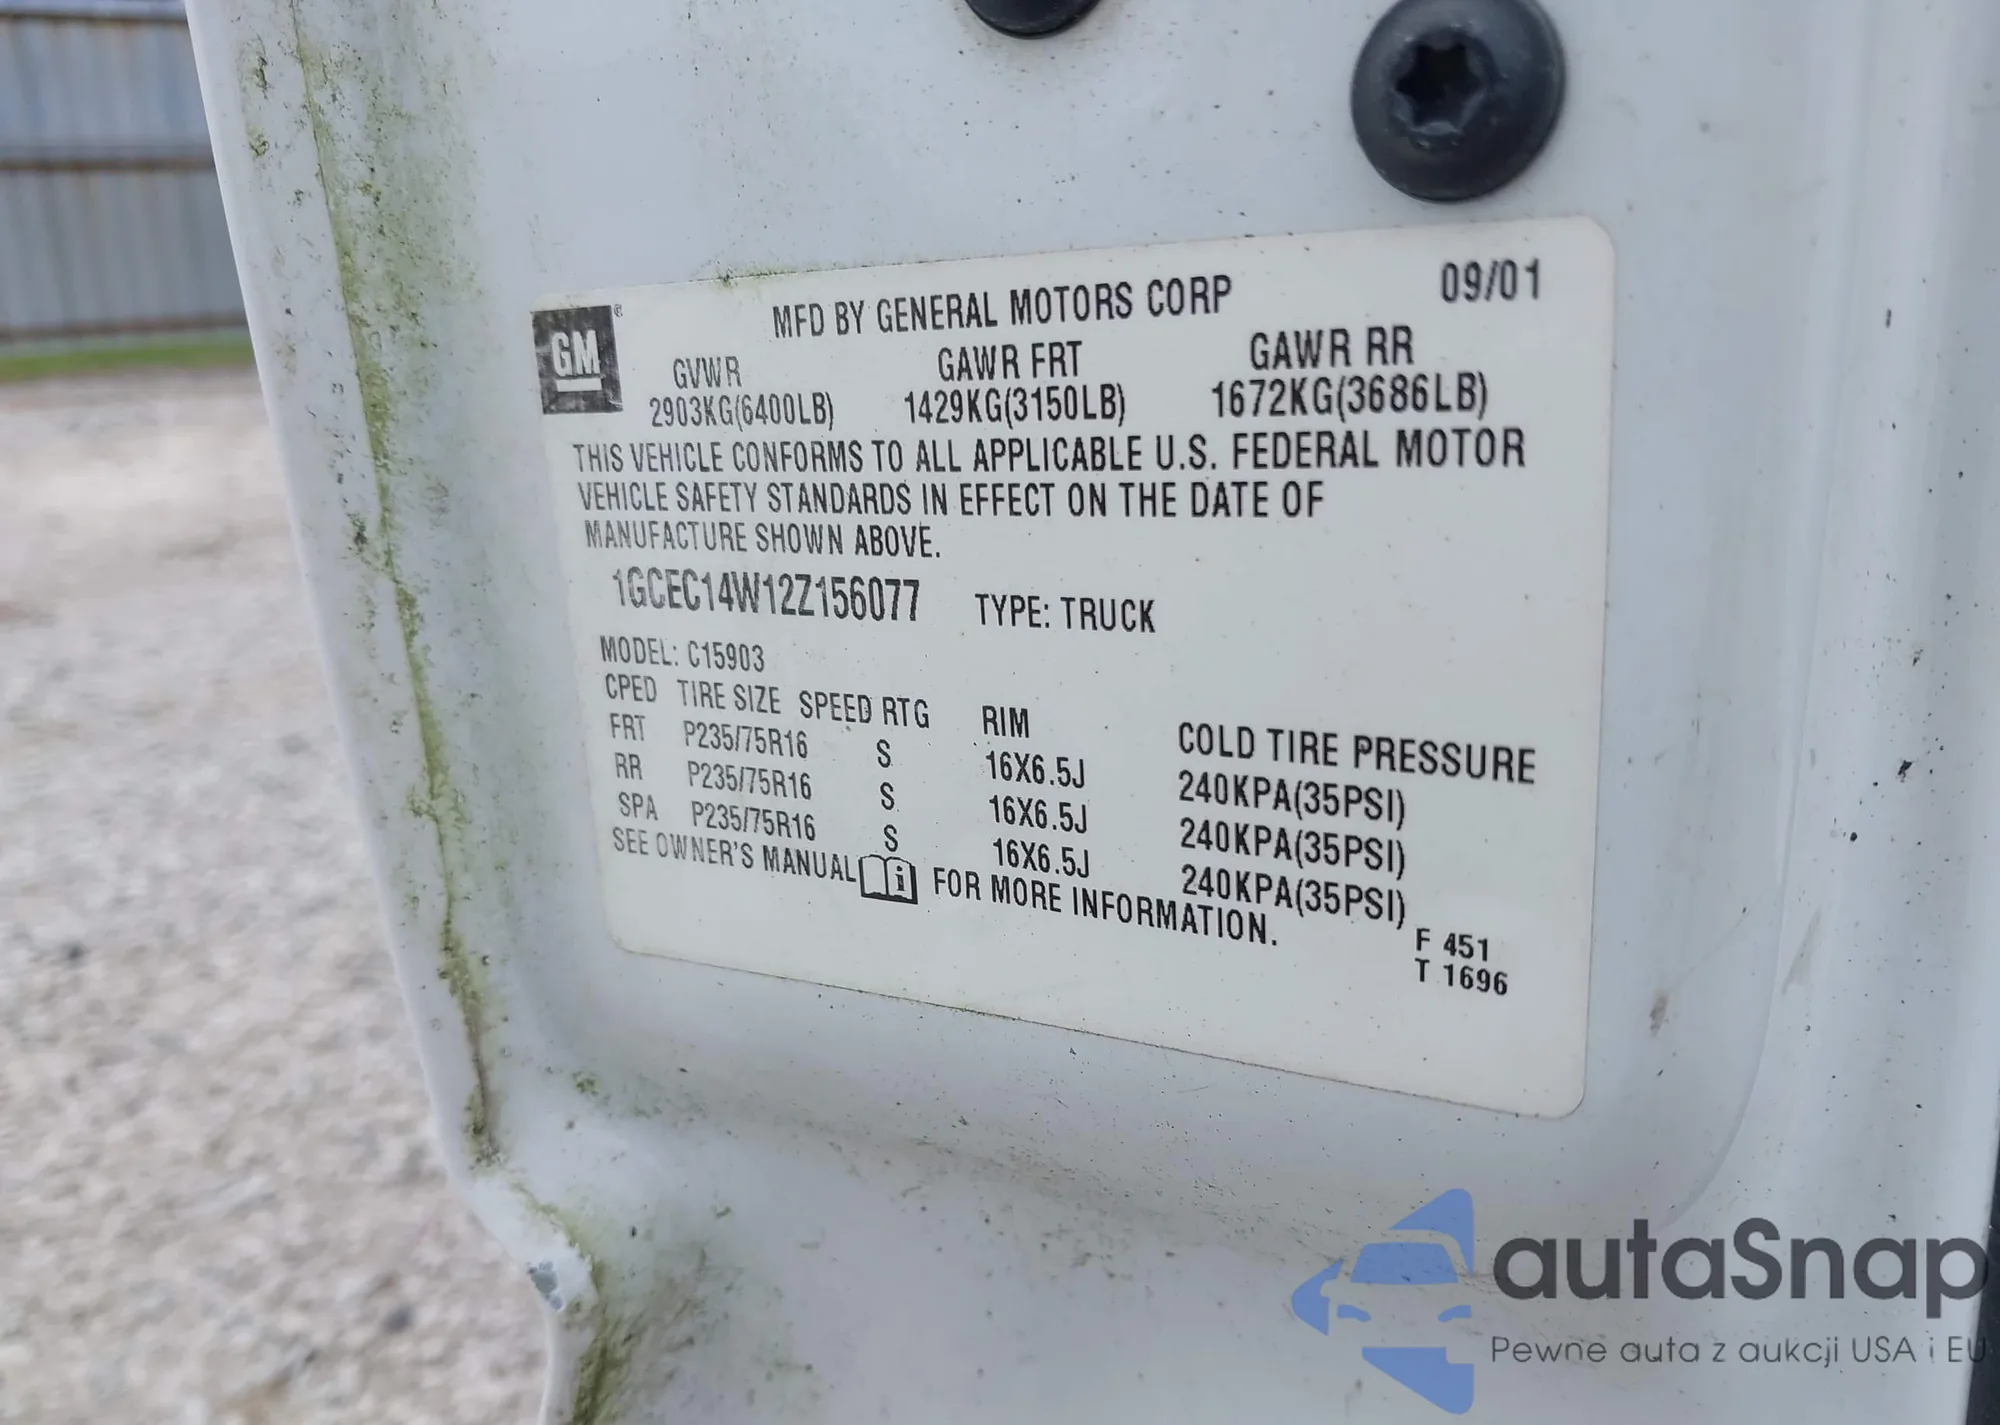 MFD BY GENERAL MOTORS CORP 09/01
GM ®
GVWR GAWR FRT GAWR RR
2903KG(6400LB) 1429KG(3150LB) 1672KG(3686LB)
THIS VEHICLE CONFORMS TO ALL APPLICABLE U.S. FEDERAL MOTOR
VEHICLE SAFETY STANDARDS IN EFFECT ON THE DATE OF
MANUFACTURE SHOWN ABOVE.
1GCEC14W12Z156077 TYPE: TRUCK
MODEL: C15903
CPED TIRE SIZE SPEED RTG RIM COLD TIRE PRESSURE
FRT P235/75R16 S 16X6.5J 240KPA(35PSI)
RR P235/75R16 S 16X6.5J 240KPA(35PSI)
SPA P235/75R16 S 16X6.5J 240KPA(35PSI)
SEE OWNER'S MANUAL i FOR MORE INFORMATION.
F 451
T 1696
autaSnap
Pewne auta z aukcji USA i EU